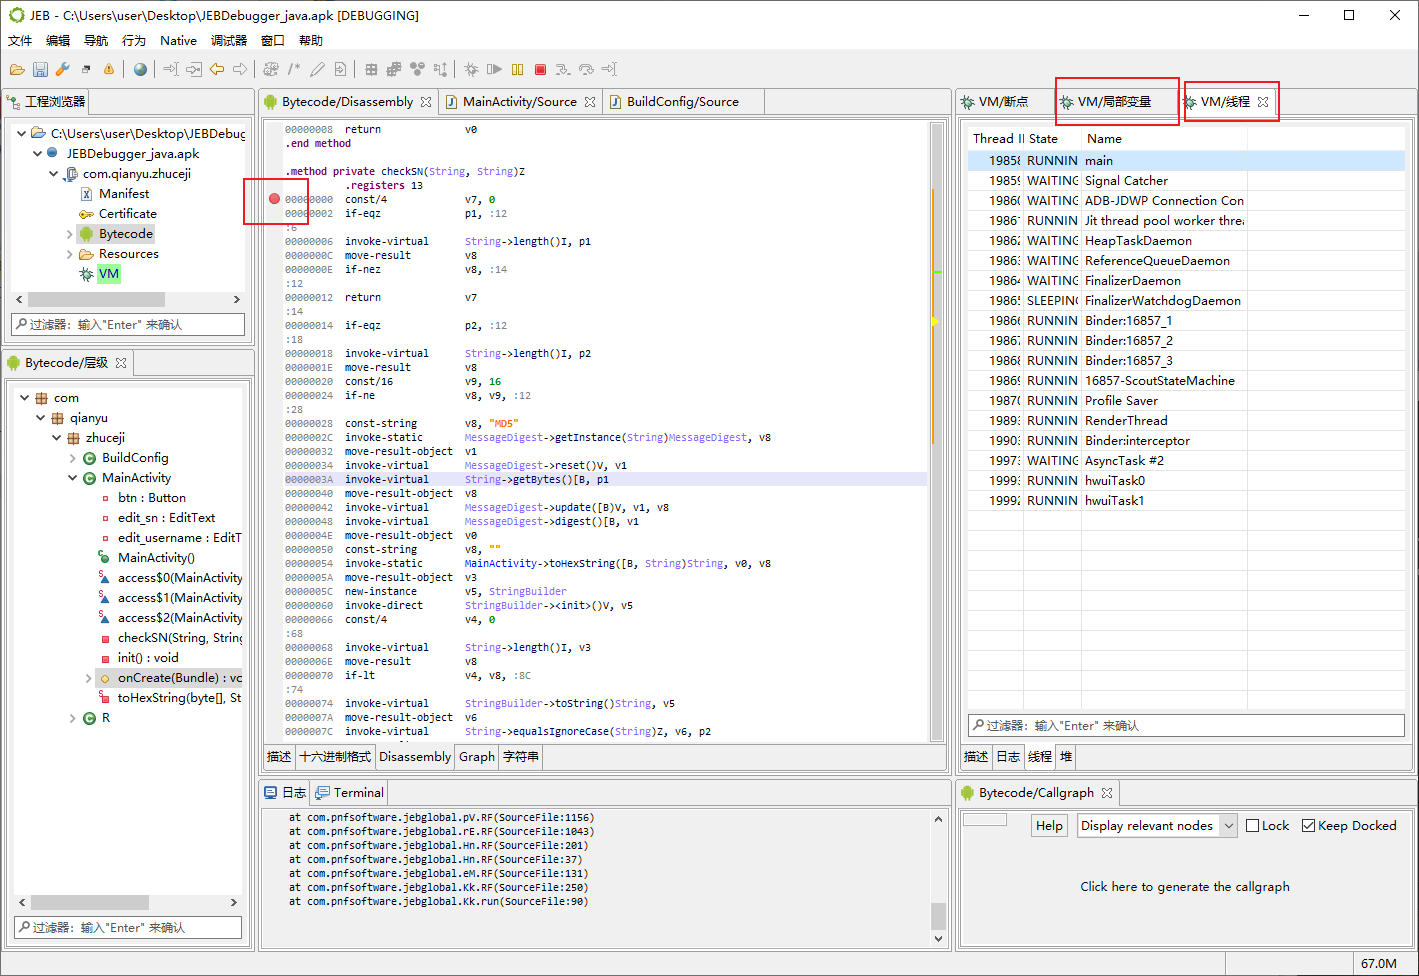 JEB - C:\Users\user\Desktop\JEBDebugger_java.apk [DEBUGGING]
文件 编辑 导航 行为 Native 调试器 窗口 帮助
工程浏览器
C:\Users\user\Desktop\JEBDebug
JEBDebugger_java.apk
com.qianyu.zhuceji
Manifest
Certificate
Bytecode
Resources
VM
过滤器：输入"Enter" 来确认
Bytecode/层级
com
qianyu
zhuceji
BuildConfig
MainActivity
btn : Button
edit_sn : EditText
edit_username : EditT
MainActivity()
access$0(MainActivity
access$1(MainActivity
access$2(MainActivity
checkSN(String, String
init() : void
onCreate(Bundle) : vo
toHexString(byte[], St
R
过滤器：输入"Enter" 来确认
Bytecode/Disassembly MainActivity/Source BuildConfig/Source
00000008 return v0
.end method
.method private checkSN(String, String)Z
.registers 13
00000000 const/4 v7, 0
00000002 if-eqz p1, :12
:6
00000006 invoke-virtual String->length()I, p1
0000000C move-result v8
0000000E if-nez v8, :14
:12
00000012 return v7
:14
00000014 if-eqz p2, :12
:18
00000018 invoke-virtual String->length()I, p2
0000001E move-result v8
00000020 const/16 v9, 16
00000024 if-ne v8, v9, :12
:28
00000028 const-string v8, "MD5"
0000002C invoke-static MessageDigest->getInstance(String)MessageDigest, v8
00000032 move-result-object v1
00000034 invoke-virtual MessageDigest->reset()V, v1
0000003A invoke-virtual String->getBytes()[B, p1
00000040 move-result-object v8
00000042 invoke-virtual MessageDigest->update([B)V, v1, v8
00000048 invoke-virtual MessageDigest->digest()[B, v1
0000004E move-result-object v0
00000050 const-string v8, ""
00000054 invoke-static MainActivity->toHexString([B, String)String, v0, v8
0000005A move-result-object v3
0000005C new-instance v5, StringBuilder
00000060 invoke-direct StringBuilder-><init>()V, v5
00000066 const/4 v4, 0
:68
00000068 invoke-virtual String->length()I, v3
0000006E move-result v8
00000070 if-lt v4, v8, :8C
:74
00000074 invoke-virtual StringBuilder->toString()String, v5
0000007A move-result-object v6
0000007C invoke-virtual String->equalsIgnoreCase(String)Z, v6, p2
描述 十六进制格式 Disassembly Graph 字符串
日志 Terminal
at com.pnfsoftware.jebglobal.pV.RF(SourceFile:1156)
at com.pnfsoftware.jebglobal.rE.RF(SourceFile:1043)
at com.pnfsoftware.jebglobal.Hn.RF(SourceFile:201)
at com.pnfsoftware.jebglobal.Hn.RF(SourceFile:37)
at com.pnfsoftware.jebglobal.eM.RF(SourceFile:131)
at com.pnfsoftware.jebglobal.Kk.RF(SourceFile:250)
at com.pnfsoftware.jebglobal.Kk.run(SourceFile:90)
VM/断点 VM/局部变量 VM/线程
Thread I State Name
19858 RUNNIN main
19859 WAITING Signal Catcher
19860 WAITING ADB-JDWP Connection Con
19861 RUNNIN Jit thread pool worker threa
19862 WAITING HeapTaskDaemon
19863 WAITING ReferenceQueueDaemon
19864 WAITING FinalizerDaemon
19865 SLEEPING FinalizerWatchdogDaemon
19866 RUNNIN Binder:16857_1
19867 RUNNIN Binder:16857_2
19868 RUNNIN Binder:16857_3
19869 RUNNIN 16857-ScoutStateMachine
19870 RUNNIN Profile Saver
19893 RUNNIN RenderThread
19903 RUNNIN Binder:interceptor
19973 WAITING AsyncTask #2
19993 RUNNIN hwuiTask0
19992 RUNNIN hwuiTask1
过滤器：输入"Enter" 来确认
描述 日志 线程 堆
Bytecode/Callgraph
Help Display relevant nodes Lock Keep Docked
Click here to generate the callgraph
67.0M